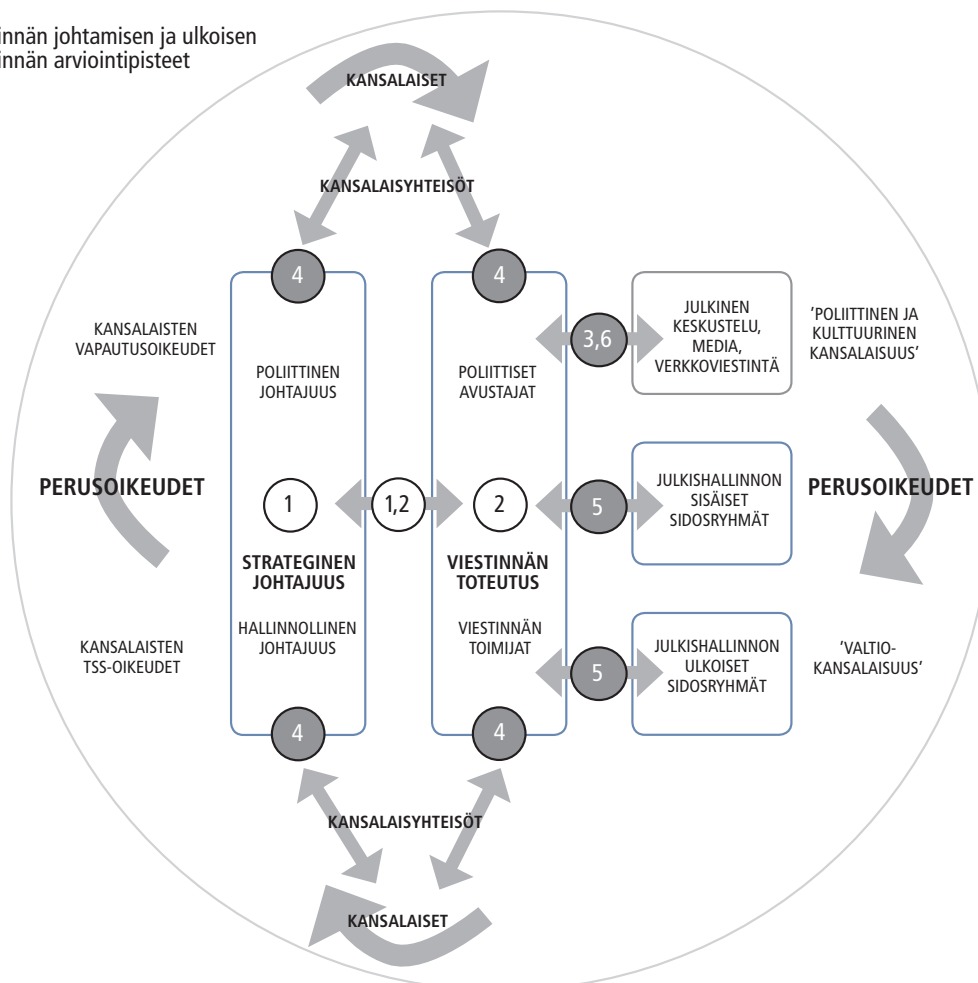 innän johtamisen ja ulkoisen
innän arviointipisteet
KANSALAISET
KANSALAISYHTEISÖT
4
4
KANSALAISTEN
VAPAUTUSOIKEUDET
POLIITTINEN
JOHTAJUUS
POLIITTISET
AVUSTAJAT
3,6
JULKINEN
KESKUSTELU,
MEDIA,
VERKKOVIESTINTÄ
'POLIITTINEN JA
KULTTUURINEN
KANSALAISUUS'
PERUSOIKEUDET
1
1,2
2
5
JULKISHALLINNON
SISÄISET
SIDOSRYHMÄT
PERUSOIKEUDET
STRATEGINEN
JOHTAJUUS
VIESTINNÄN
TOTEUTUS
KANSALAISTEN
TSS-OIKEUDET
HALLINNOLLINEN
JOHTAJUUS
VIESTINNÄN
TOIMIJAT
5
JULKISHALLINNON
ULKOISET
SIDOSRYHMÄT
'VALTIO-
KANSALAISUUS'
4
4
KANSALAISYHTEISÖT
KANSALAISET